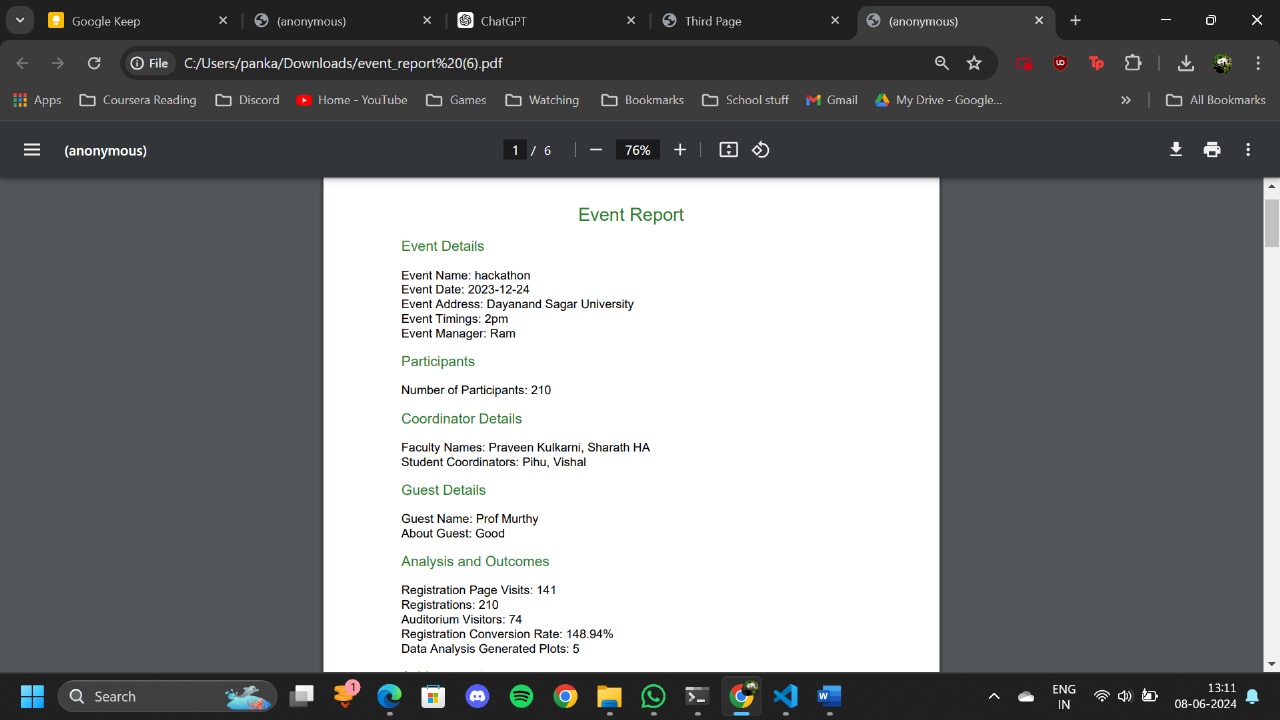 Google Keep
(anonymous)
ChatGPT
Third Page
(anonymous)
File
C:/Users/panka/Downloads/event_report%20(6).pdf
Apps
Coursera Reading
Discord
Home - YouTube
Games
Watching
Bookmarks
School stuff
Gmail
My Drive - Google...
All Bookmarks
(anonymous)
1 / 6
76%
Event Report
Event Details
Event Name: hackathon
Event Date: 2023-12-24
Event Address: Dayanand Sagar University
Event Timings: 2pm
Event Manager: Ram
Participants
Number of Participants: 210
Coordinator Details
Faculty Names: Praveen Kulkarni, Sharath HA
Student Coordinators: Pihu, Vishal
Guest Details
Guest Name: Prof Murthy
About Guest: Good
Analysis and Outcomes
Registration Page Visits: 141
Registrations: 210
Auditorium Visitors: 74
Registration Conversion Rate: 148.94%
Data Analysis Generated Plots: 5
Search
1
ENG
IN
13:11
08-06-2024